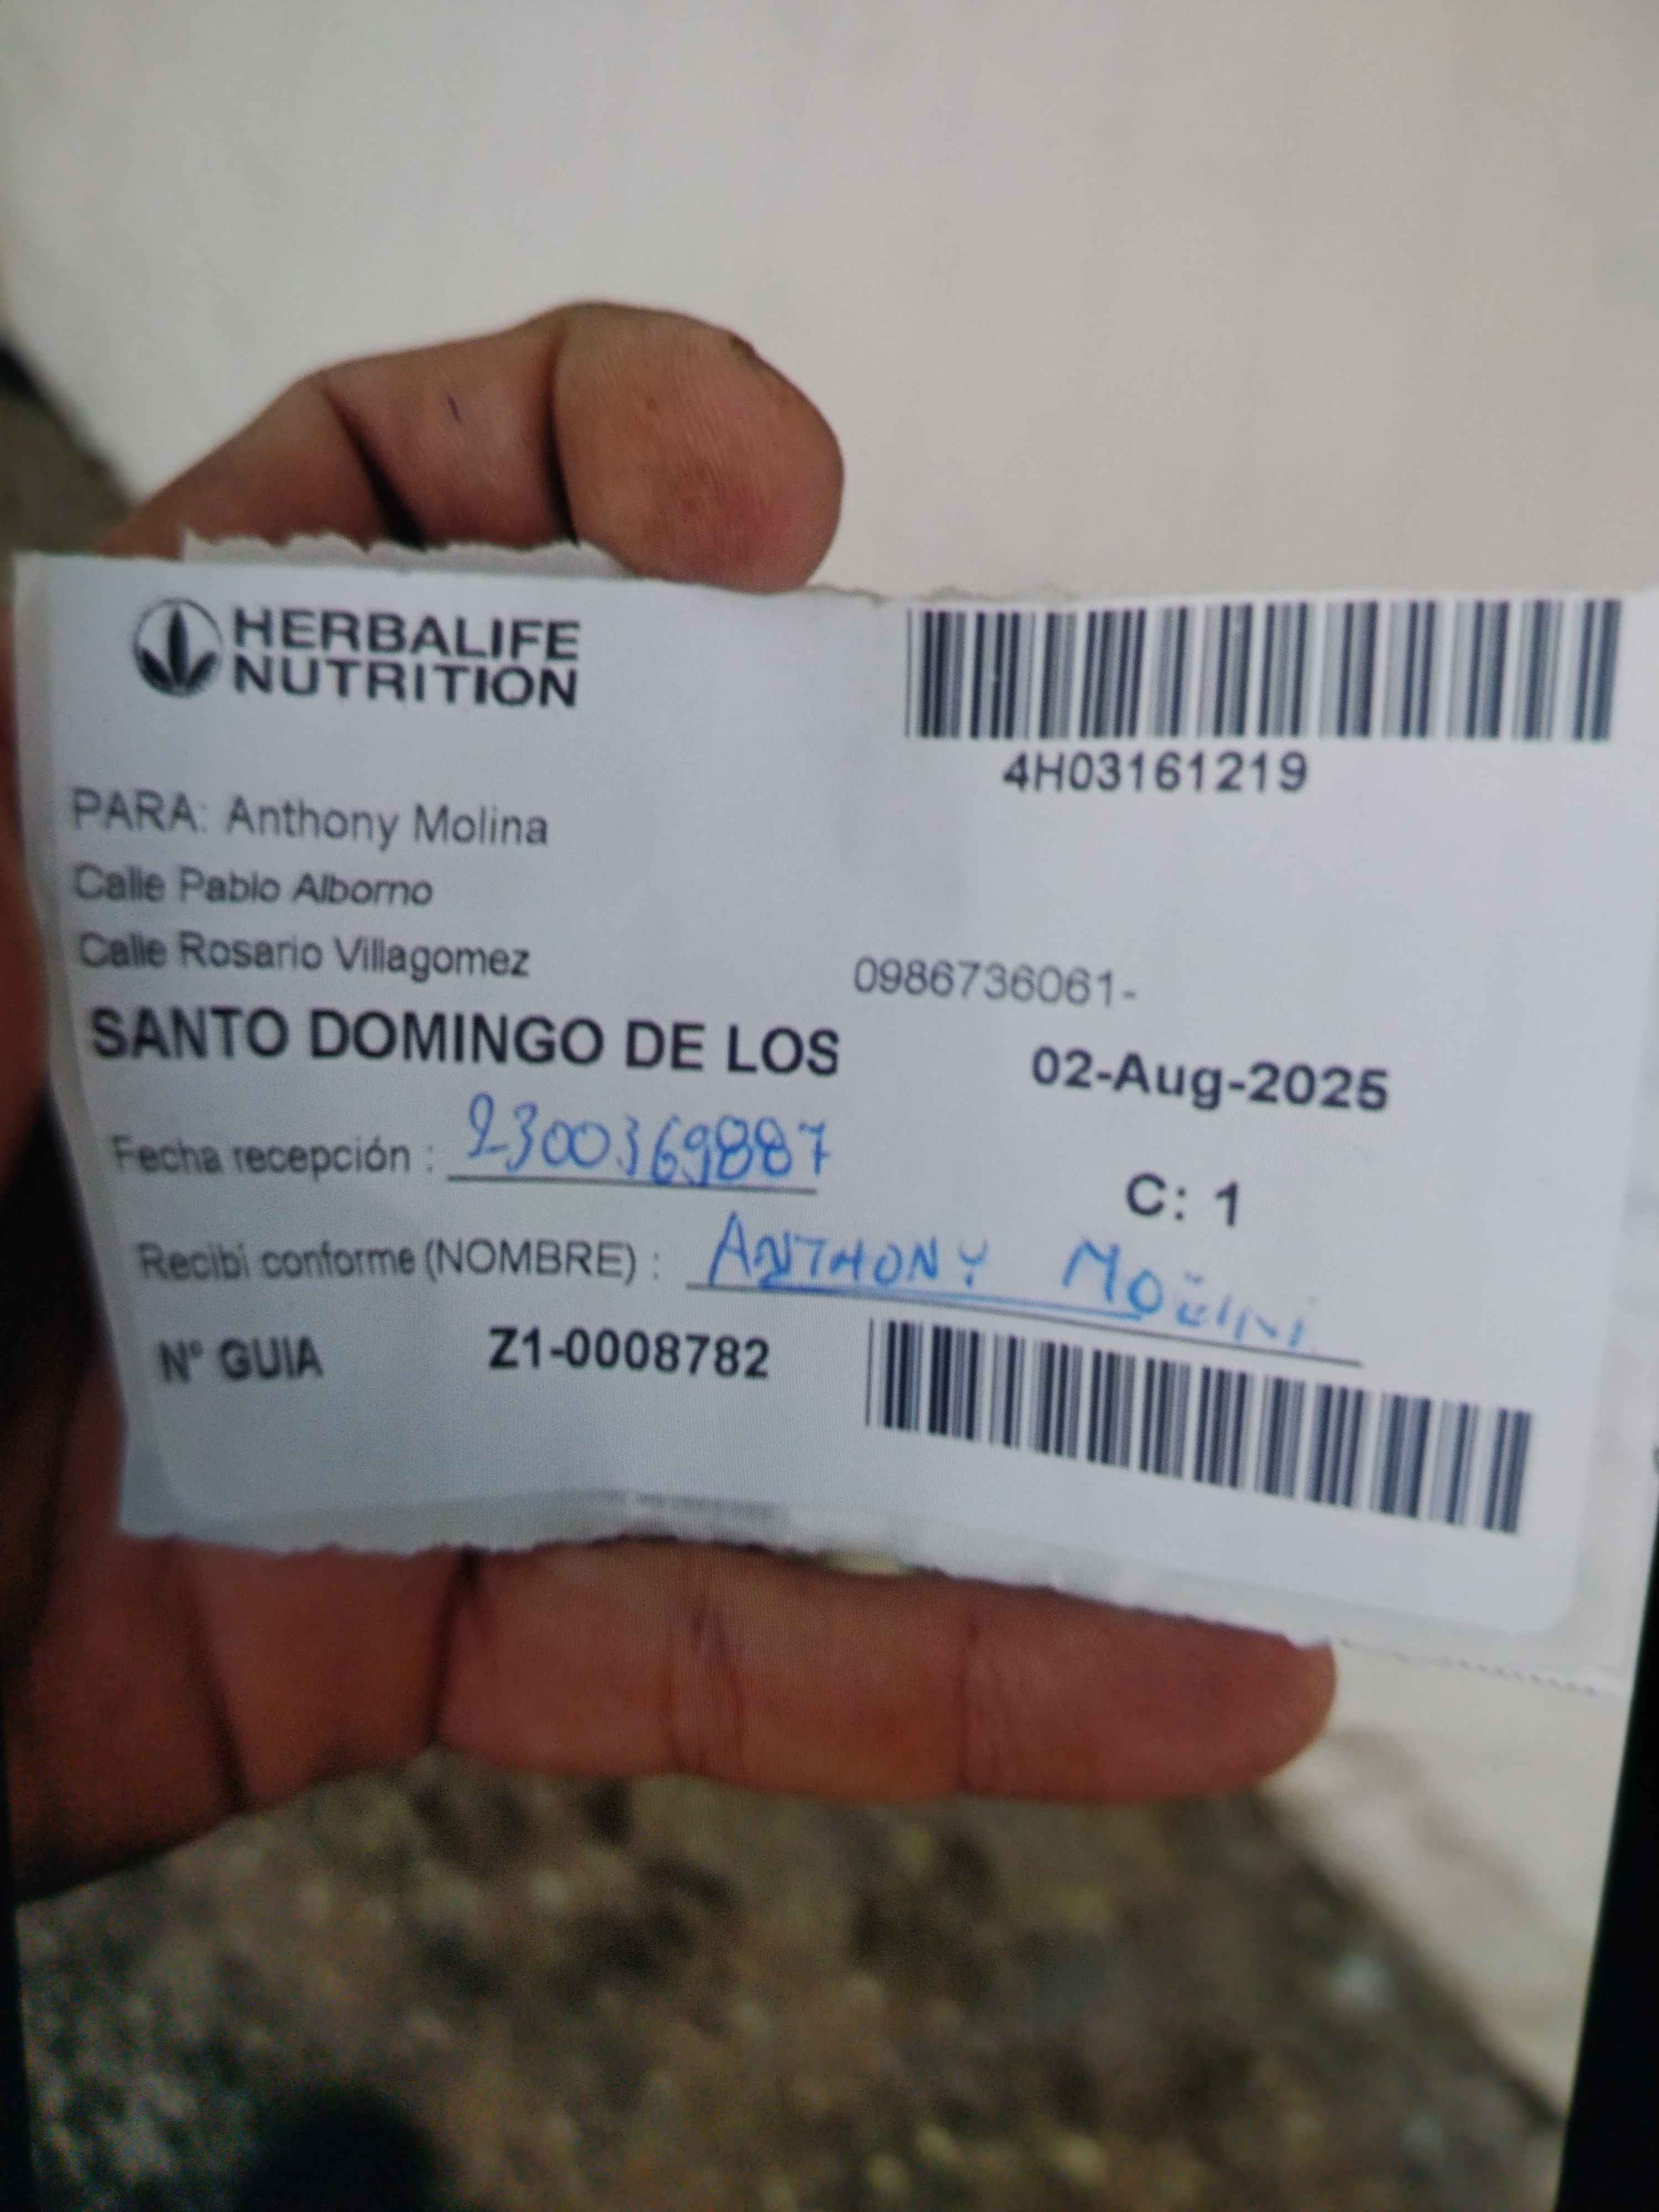 HERBALIFE
NUTRITION
4H03161219
PARA: Anthony Molina
Calle Pablo Alborno
Calle Rosario Villagomez
0986736061-
SANTO DOMINGO DE LOS
02-Aug-2025
Fecha recepción : 2300369887
C: 1
Recibí conforme (NOMBRE) : ANTHONY
N° GUIA Z1-0008782